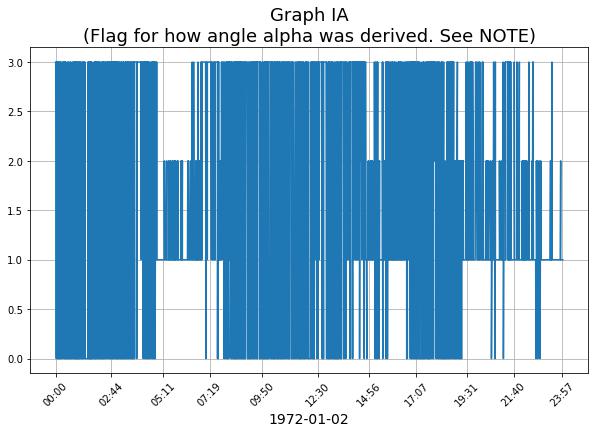 Graph IA
(Flag for how angle alpha was derived. See NOTE)
3.0
2.5
2.0
1.5
1.0
0.5
0.0
00:00 02:44 05:11 07:19 09:50 12:30 14:56 17:07 19:31 21:40 23:57
1972-01-02